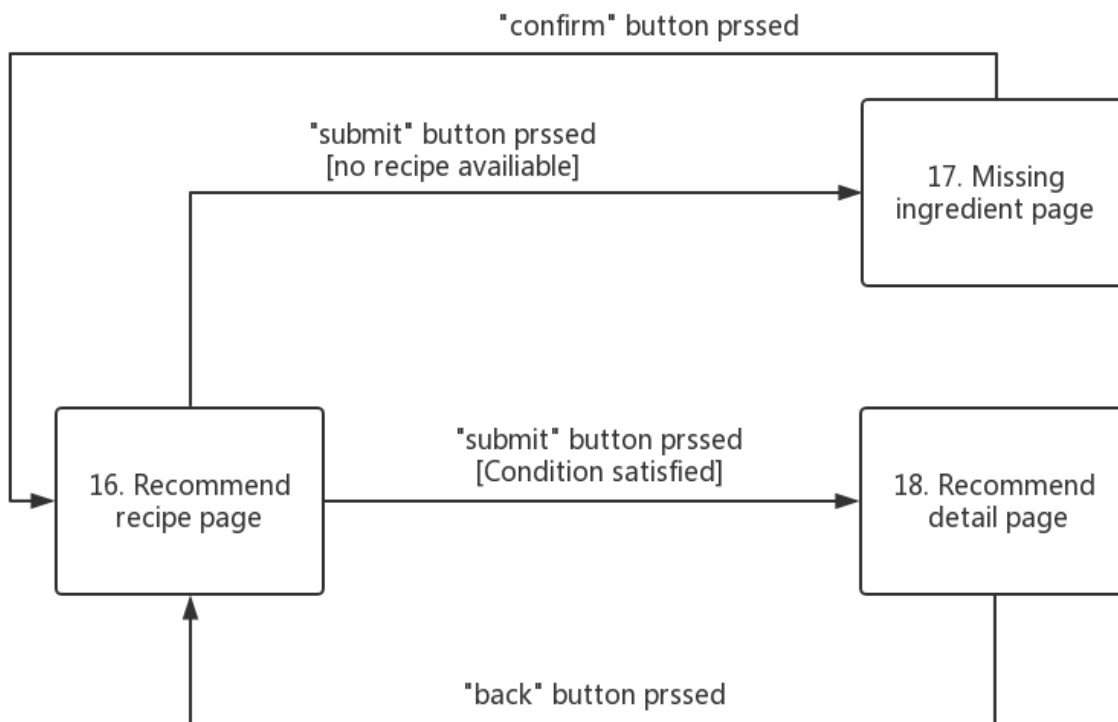 "confirm" button prssed
"submit" button prssed
[no recipe availiable]
17. Missing
ingredient page
"submit" button prssed
[Condition satisfied]
16. Recommend
recipe page
18. Recommend
detail page
"back" button prssed